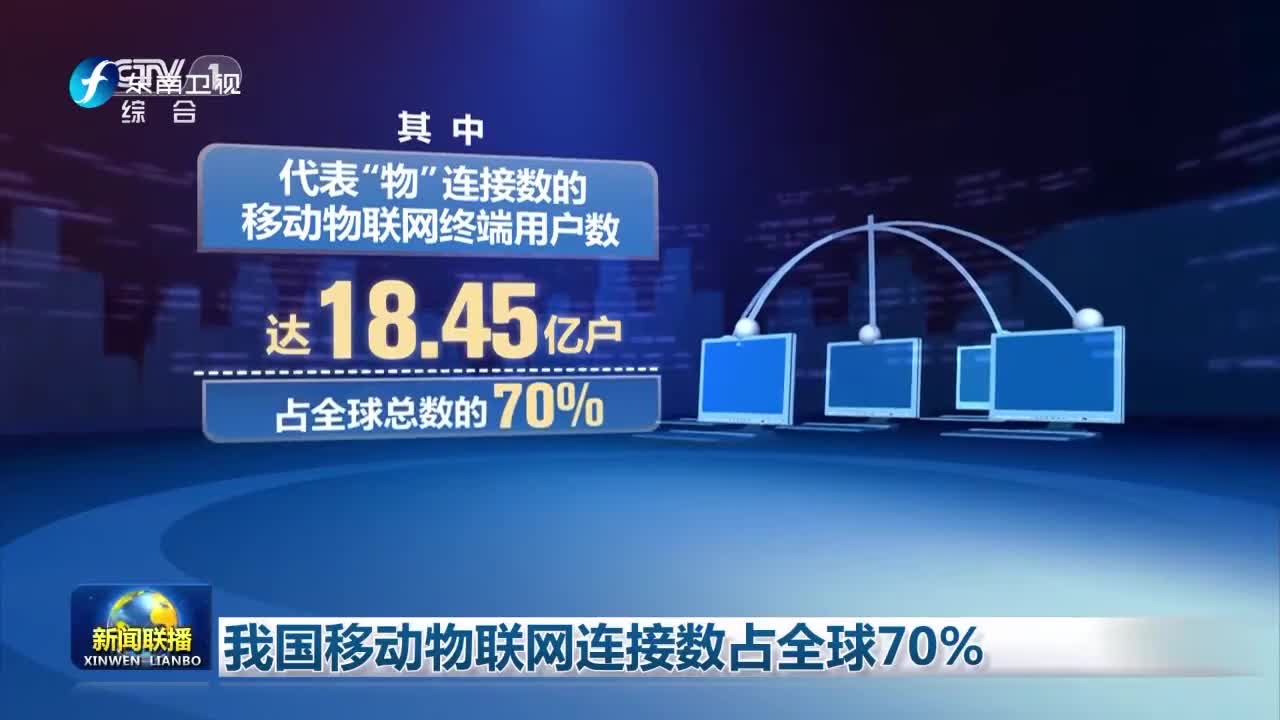 CCTV 1
东南卫视
综合
其中
代表“物”连接数的
移动物联网终端用户数
达18.45亿户
占全球总数的70%
新闻联播
XINWEN LIANBO
我国移动物联网连接数占全球70%